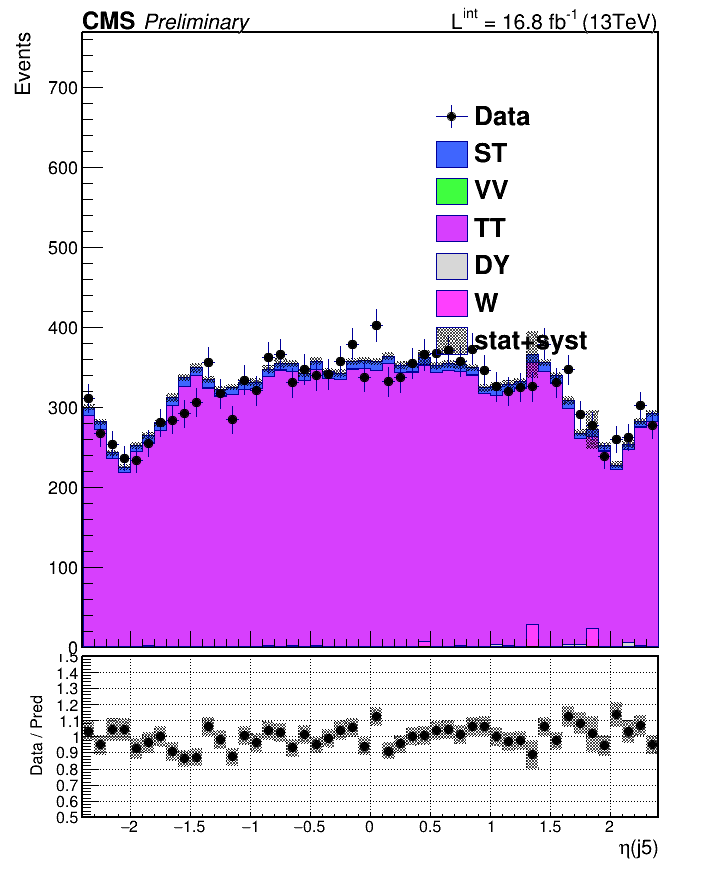 CMS Preliminary L^int = 16.8 fb^-1 (13TeV)
Events
700
600
500
400
300
200
100
0
Data
ST
VV
TT
DY
W
stat+syst
Data / Pred
1.5
1.4
1.3
1.2
1.1
1
0.9
0.8
0.7
0.6
0.5
−2 −1.5 −1 −0.5 0 0.5 1 1.5 2
η(j5)